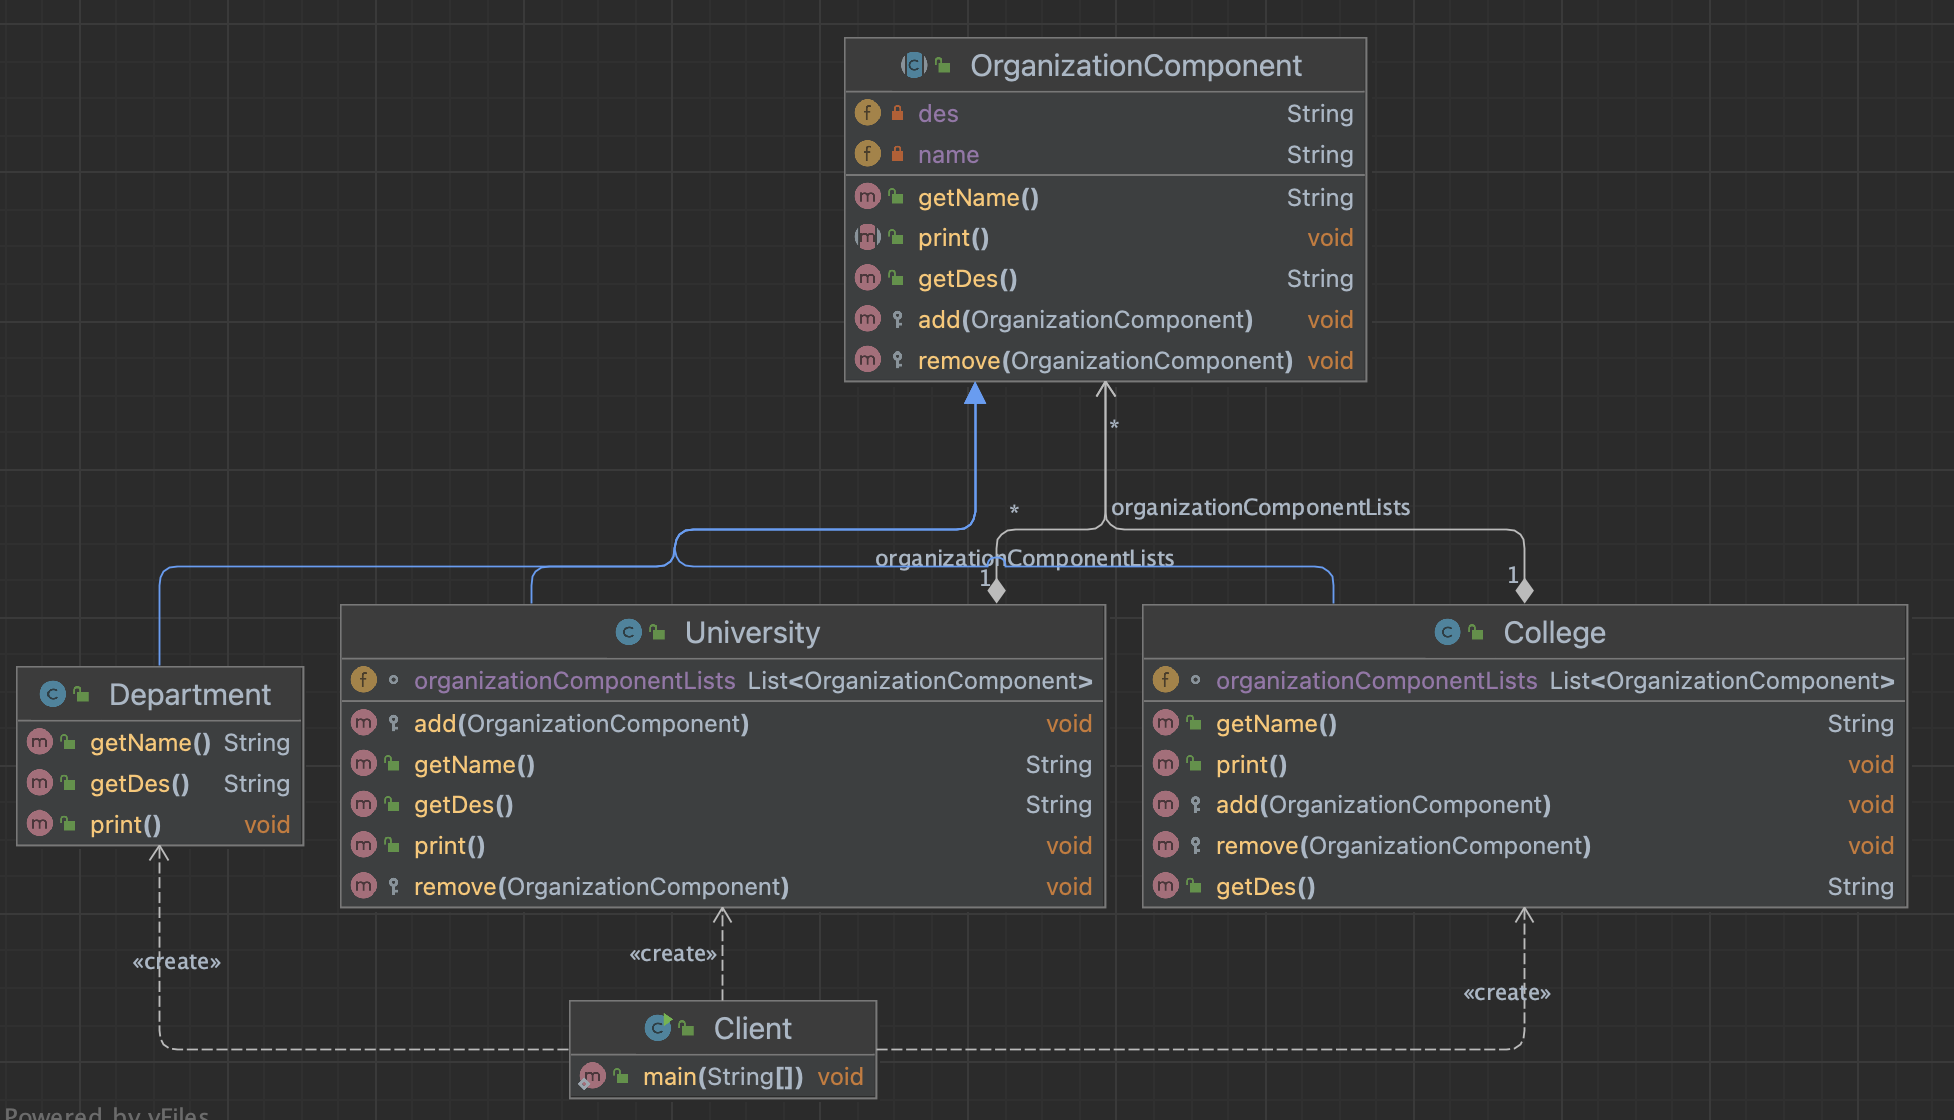 OrganizationComponent
des String
name String
getName() String
print() void
getDes() String
add(OrganizationComponent) void
remove(OrganizationComponent) void
*
*
organizationComponentLists
organizationComponentLists
1
1
University
organizationComponentLists List<OrganizationComponent>
add(OrganizationComponent) void
getName() String
getDes() String
print() void
remove(OrganizationComponent) void
College
organizationComponentLists List<OrganizationComponent>
getName() String
print() void
add(OrganizationComponent) void
remove(OrganizationComponent) void
getDes() String
Department
getName() String
getDes() String
print() void
«create»
«create»
«create»
Client
main(String[]) void
Powered by yFiles